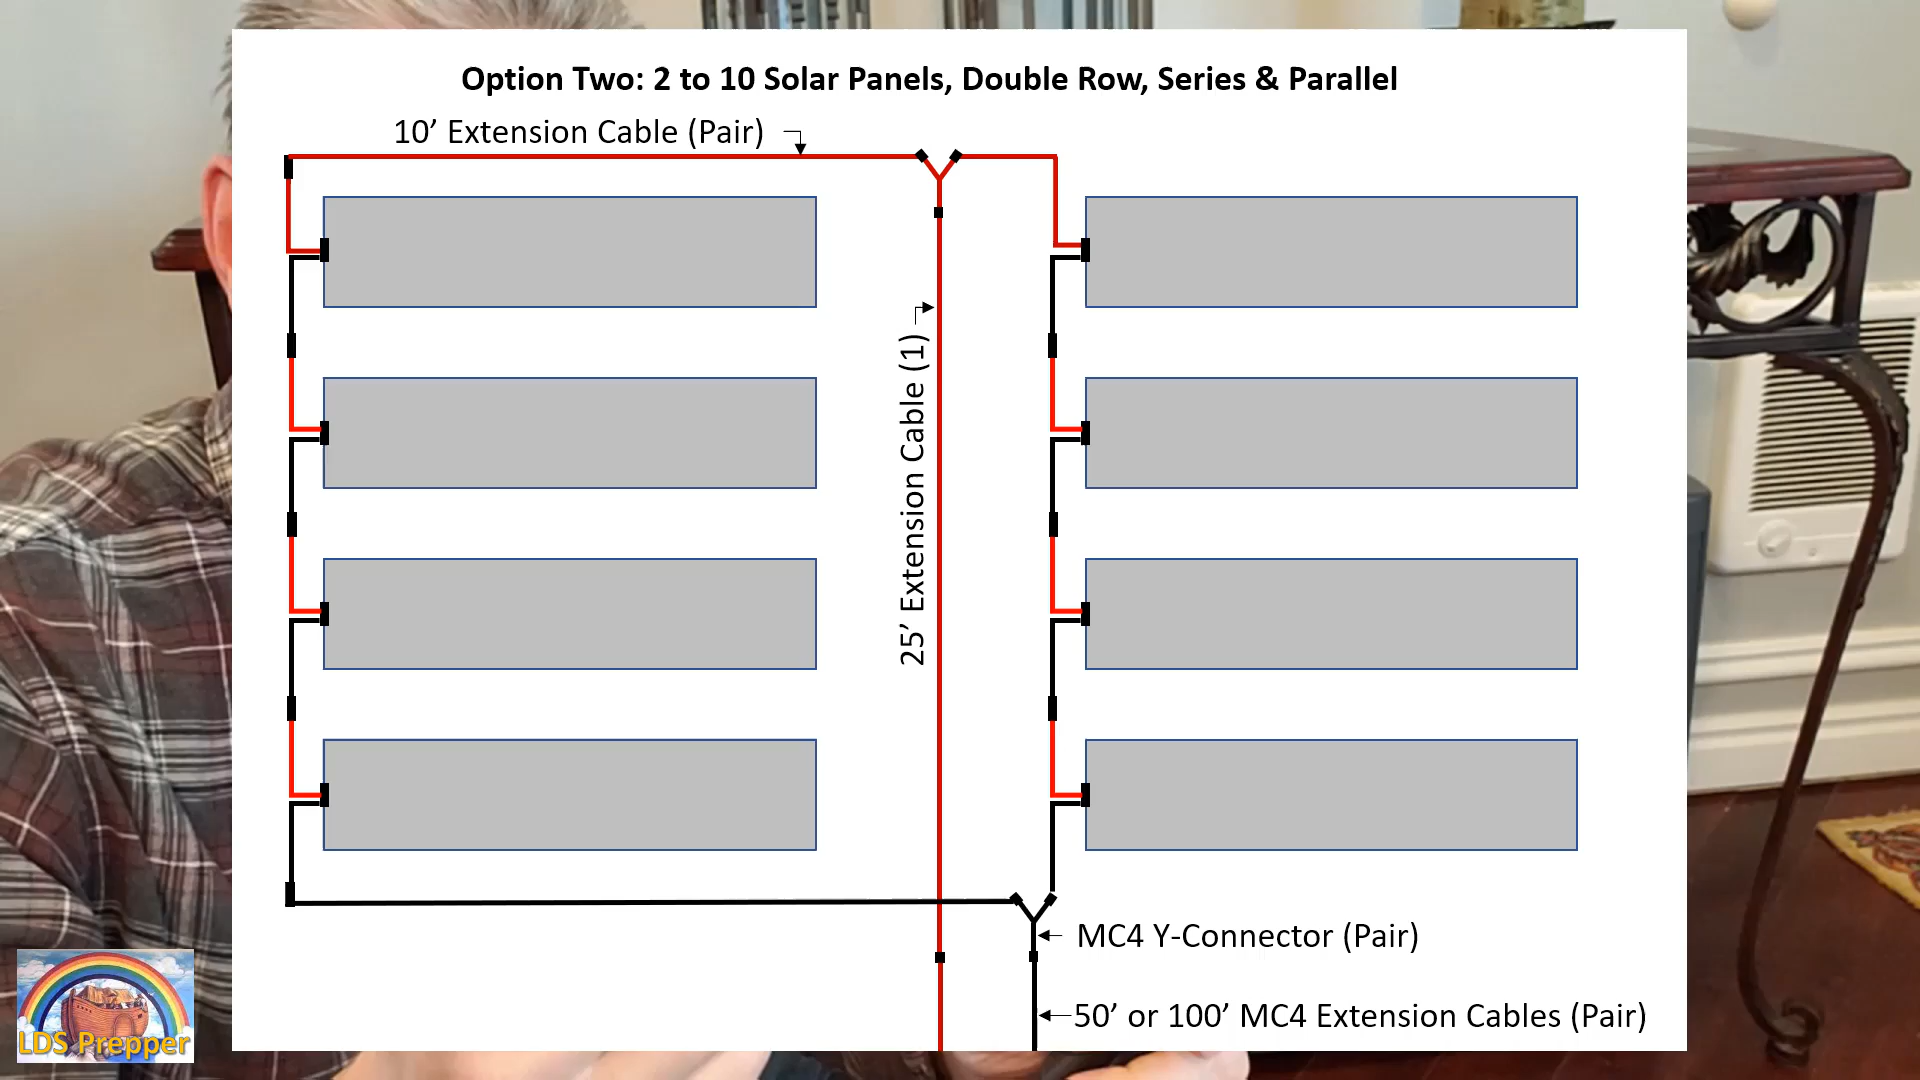 Option Two: 2 to 10 Solar Panels, Double Row, Series & Parallel
10’ Extension Cable (Pair)
25’ Extension Cable (1)
MC4 Y-Connector (Pair)
50’ or 100’ MC4 Extension Cables (Pair)
LDS Prepper